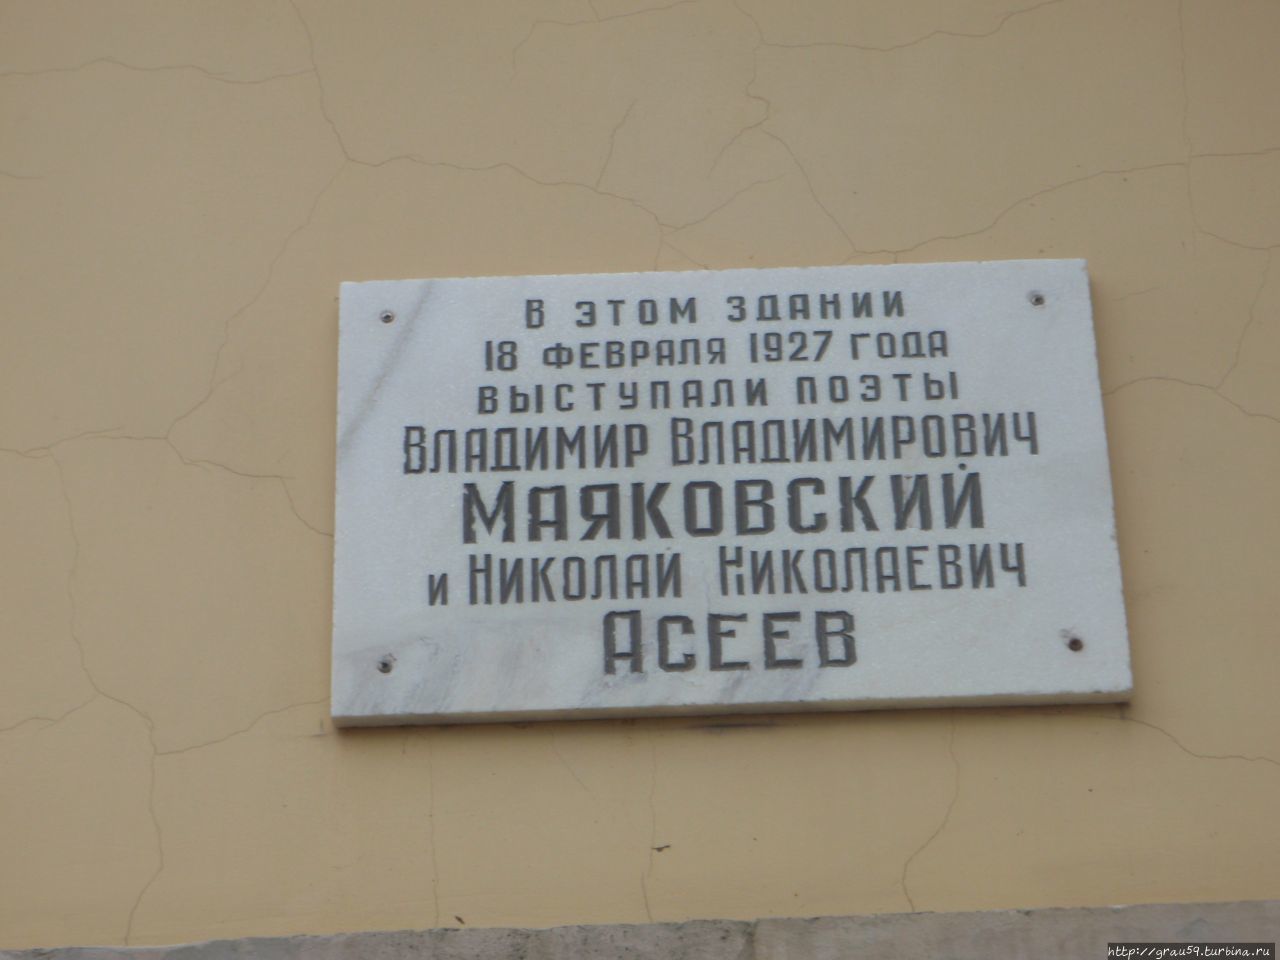 В ЭТОМ ЗДАНИИ
18 ФЕВРАЛЯ 1927 ГОДА
ВЫСТУПАЛИ ПОЭТЫ
ВЛАДИМИР ВЛАДИМИРОВИЧ
МАЯКОВСКИЙ
И НИКОЛАЙ НИКОЛАЕВИЧ
АСЕЕВ
http://grau59.turbina.ru